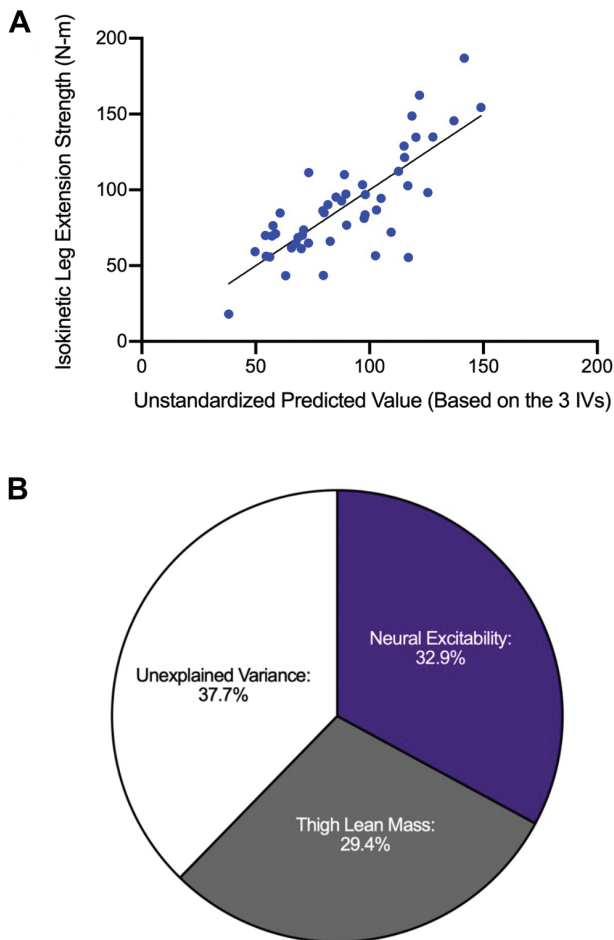 A
Isokinetic Leg Extension Strength (N-m)
200
150
100
50
0
0
50
100
150
200
Unstandardized Predicted Value (Based on the 3 IVs)
B
Neural Excitability:
32.9%
Unexplained Variance:
37.7%
Thigh Lean Mass:
29.4%